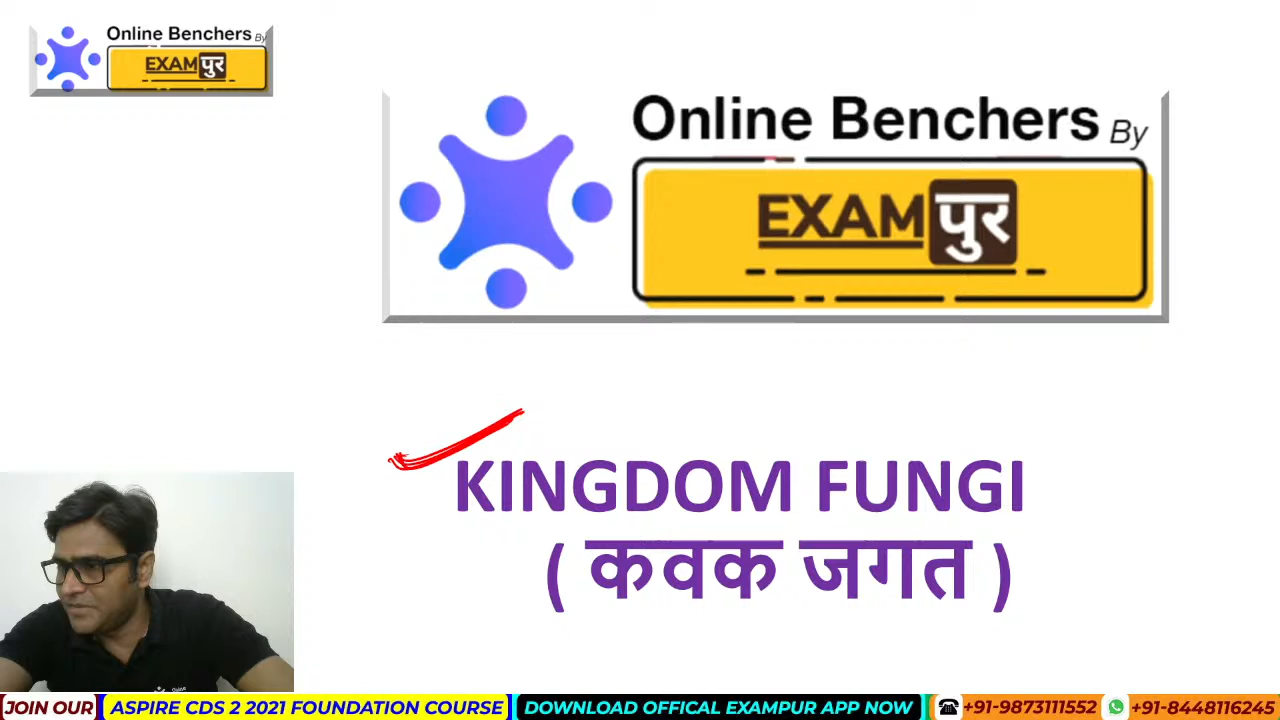 Online Benchers By
EXAMपुर
Online Benchers By
EXAMपुर
KINGDOM FUNGI
( कवक जगत )
JOIN OUR ASPIRE CDS 2 2021 FOUNDATION COURSE DOWNLOAD OFFICAL EXAMPUR APP NOW +91-9873111552 +91-8448116245